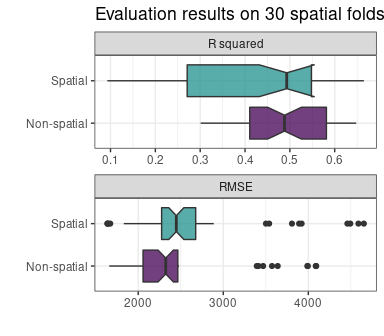 Evaluation results on 30 spatial folds
R squared
Spatial
Non-spatial
0.1 0.2 0.3 0.4 0.5 0.6
RMSE
Spatial
Non-spatial
2000 3000 4000